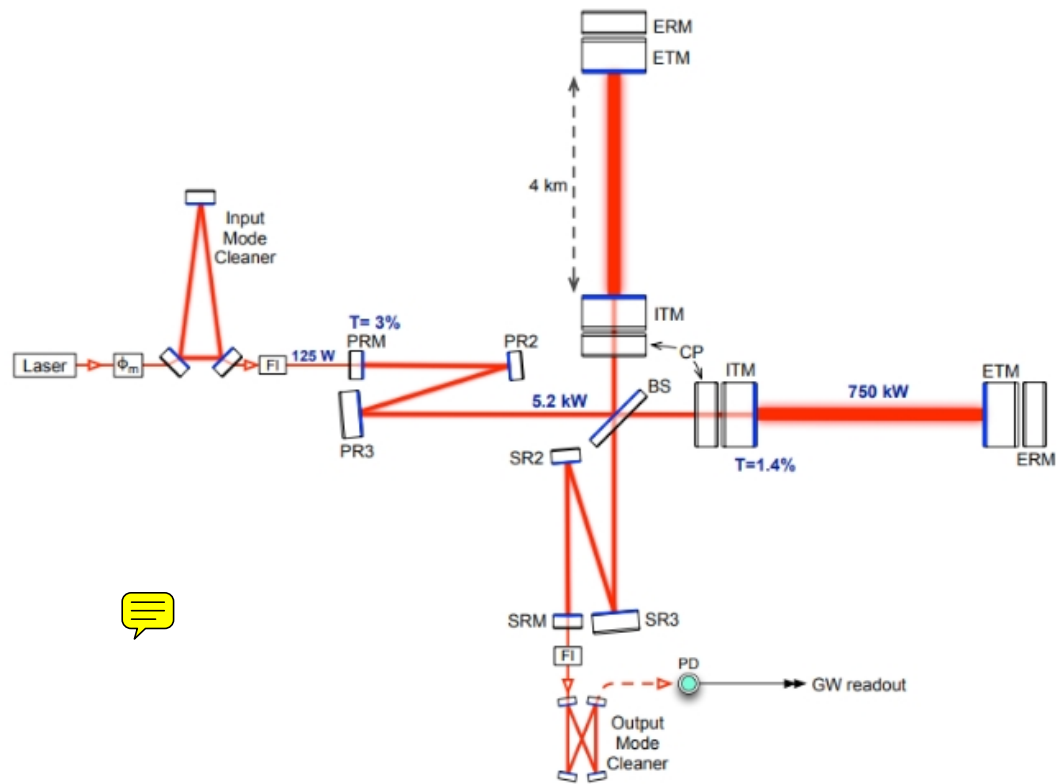 ERM
ETM
4 km
Input
Mode
Cleaner
ITM
T= 3%
PRM
PR2
CP
Laser
ϕm
FI
125 W
BS
ITM
ETM
5.2 kW
750 kW
PR3
SR2
T=1.4%
ERM
SRM
SR3
FI
PD
GW readout
Output
Mode
Cleaner